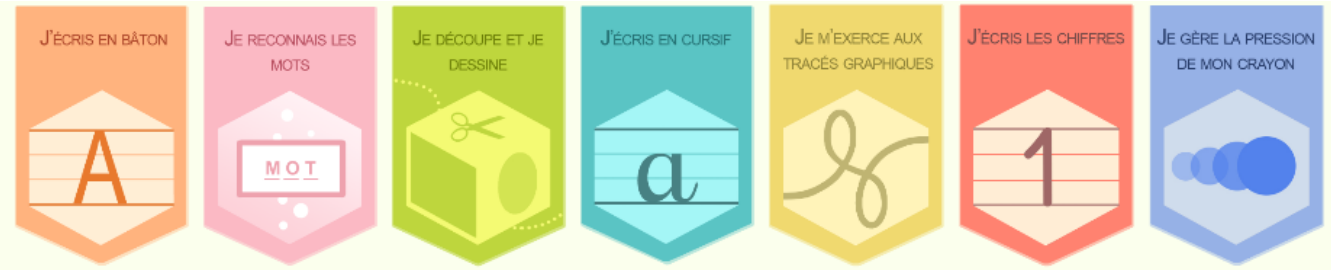 J'ÉCRIS EN BÂTON
A
JE RECONNAIS LES
MOTS
MOT
JE DÉCOUPE ET JE
DESSINE
J'ÉCRIS EN CURSIF
a
JE M'EXERCE AUX
TRACÉS GRAPHIQUES
J'ÉCRIS LES CHIFFRES
1
JE GÈRE LA PRESSION
DE MON CRAYON